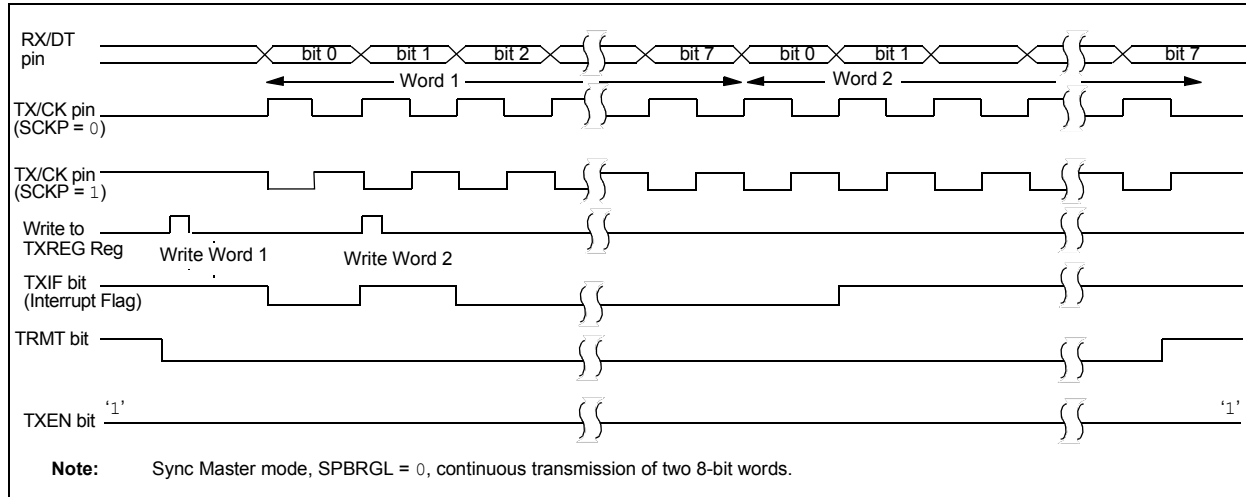 RX/DT
pin
bit 0 bit 1 bit 2 bit 7 bit 0 bit 1 bit 7
Word 1 Word 2
TX/CK pin
(SCKP = 0)
TX/CK pin
(SCKP = 1)
Write to
TXREG Reg
Write Word 1 Write Word 2
TXIF bit
(Interrupt Flag)
TRMT bit
TXEN bit
‘1’ ‘1’
Note: Sync Master mode, SPBRGL = 0, continuous transmission of two 8-bit words.